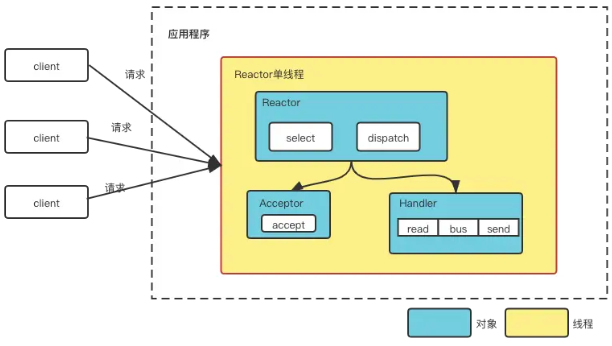 应用程序
client
请求
Reactor单线程
Reactor
select
dispatch
client
请求
client
请求
Acceptor
accept
Handler
read
bus
send
对象
线程